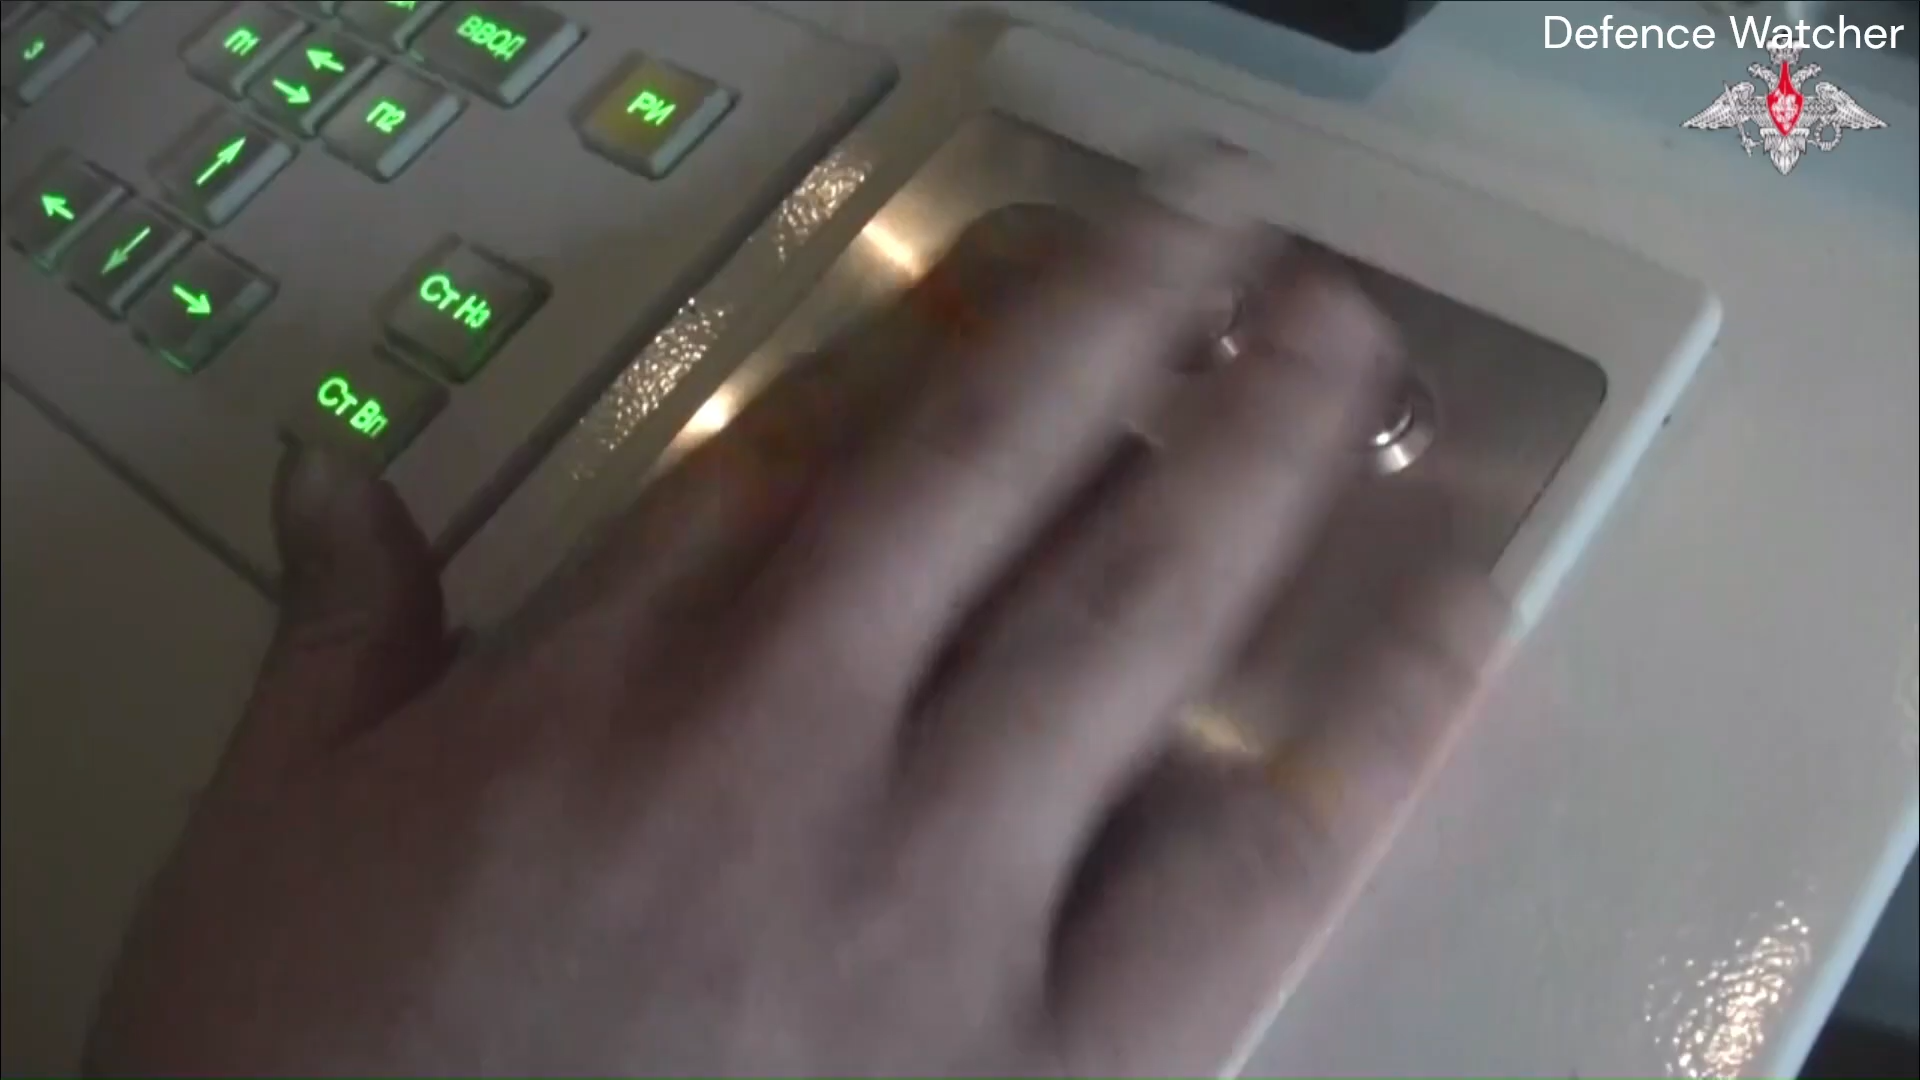 Defence Watcher
ВВОД
П1
П2
РИ
Ст Нз
Ст Вп